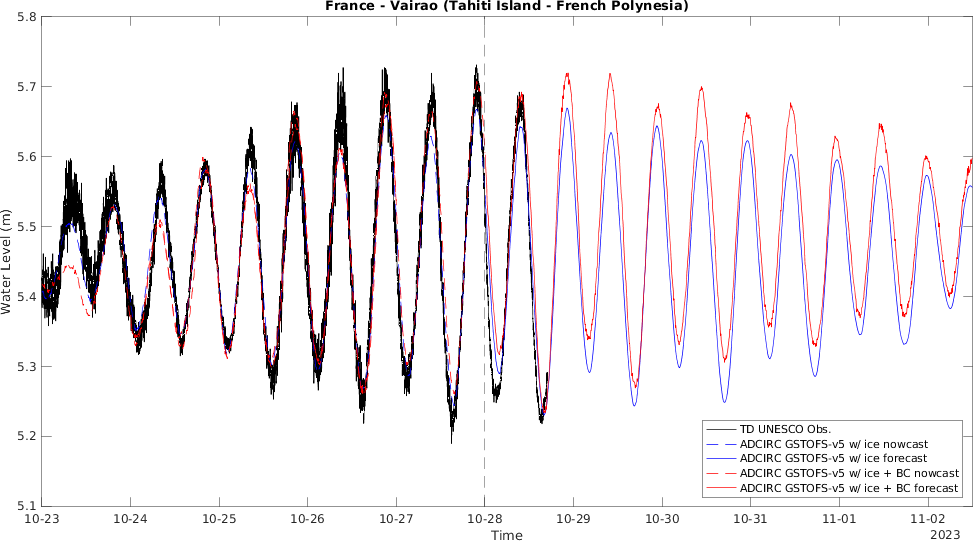 France - Vairao (Tahiti Island - French Polynesia)
5.8
5.7
5.6
5.5
5.4
5.3
5.2
5.1
Water Level (m)
10-23
10-24
10-25
10-26
10-27
10-28
10-29
10-30
10-31
11-01
11-02
2023
Time
TD UNESCO Obs.
ADCIRC GSTOFS-v5 w/ ice nowcast
ADCIRC GSTOFS-v5 w/ ice forecast
ADCIRC GSTOFS-v5 w/ ice + BC nowcast
ADCIRC GSTOFS-v5 w/ ice + BC forecast